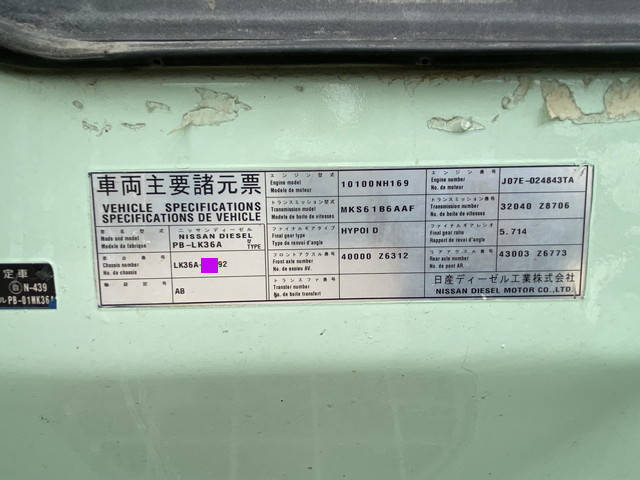 車両主要諸元票
VEHICLE SPECIFICATIONS
SPECIFICATIONS DE VEHICLE
車名型式
Make and model
Modele de fabrique
ニッサンディーゼル
NISSAN DIESEL
PB-LK36A
型 TYPE
車台番号
Chassis number
No. de chassis
LK36A-
92
AB
エンジン型式
Engine model
Modele de moteur
10100NH169
エンジン番号
Engine number
No. de moteur
J07E-024843TA
トランスミッション型式
Transmission model
Modele de boite de vitesses
MKS61B6AAF
トランスミッション番号
Transmission number
No. de boite de vitesses
32040 Z8706
ファイナルギアタイプ
Final gear type
Type de renvoi d'angle
HYPOI D
ファイナルギアレシオ
Final gear ratio
Rapport de renvoi d'angle
5.714
フロントアクスル番号
Front axle number
No. de essieu AV.
40000 Z6312
リアアクスル番号
Rear axle number
No. de pont AR.
43003 Z6773
トランスファ番号
Transfer number
No. de boite transfert
日産ディーゼル工業株式会社
NISSAN DIESEL MOTOR CO.,LTD.
定車
N-439
PB-01MK36